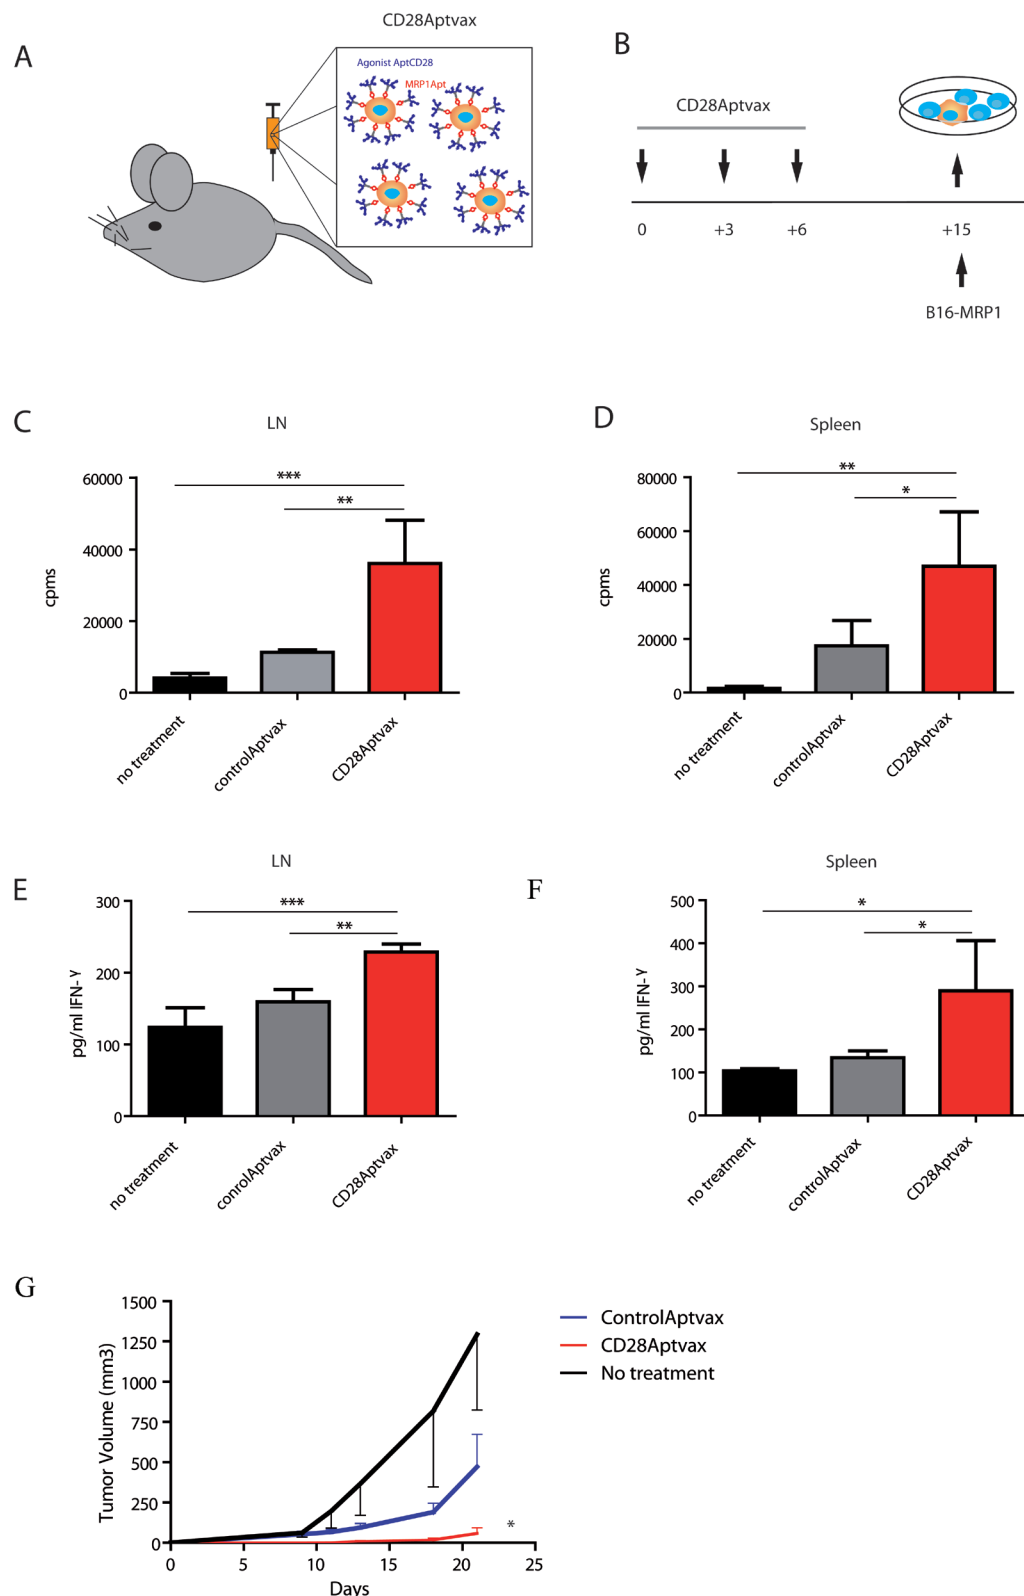 CD28Aptvax
A
Agonist AptCD28
MRP1Apt
B
CD28Aptvax
0 +3 +6 +15
B16-MRP1
C
LN
cpms
60000
40000
20000
0
***
**
no treatment
controlAptvax
CD28Aptvax
D
Spleen
cpms
80000
60000
40000
20000
0
**
*
no treatment
controlAptvax
CD28Aptvax
E
LN
pg/ml IFN-γ
300
200
100
0
***
**
no treatment
conrolAptvax
CD28Aptvax
F
Spleen
pg/ml IFN-γ
500
400
300
200
100
0
*
*
no treatment
controlAptvax
CD28Aptvax
G
Tumor Volume (mm3)
1500
1250
1000
750
500
250
0
0 5 10 15 20 25
Days
*
ControlAptvax
CD28Aptvax
No treatment